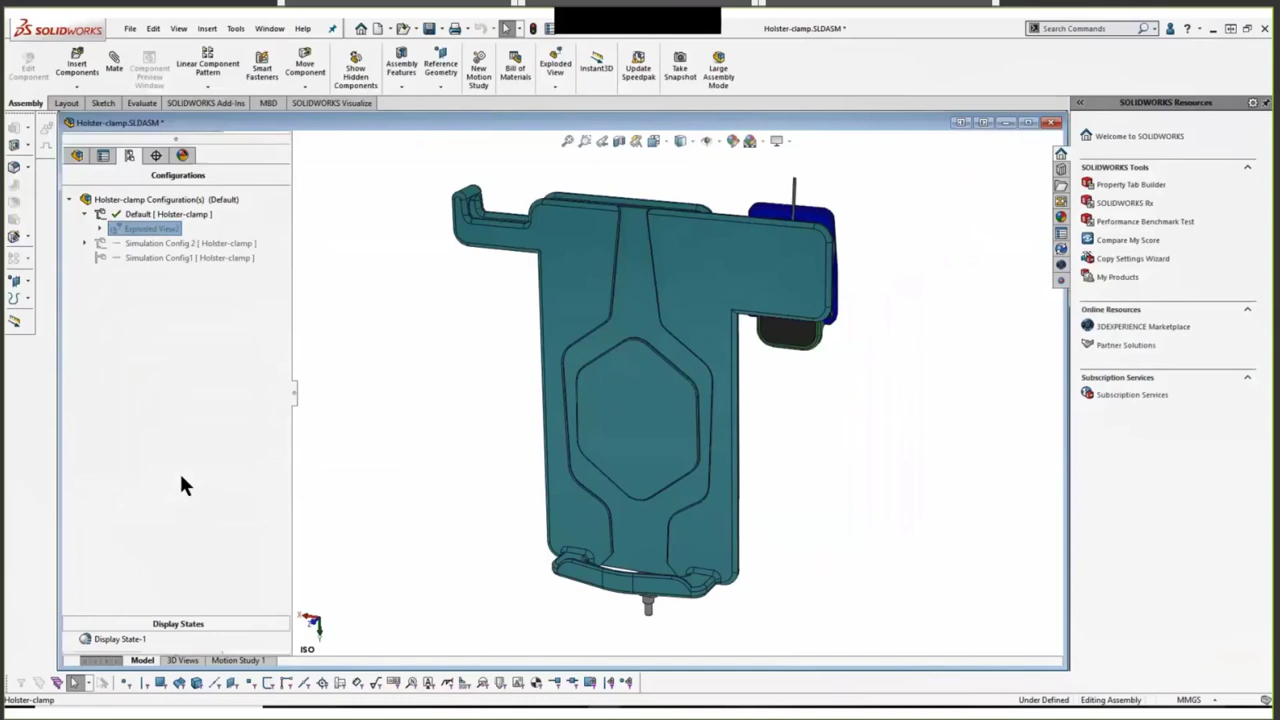 SOLIDWORKS
File Edit View Insert Tools Window Help
Holster-clamp.SLDASM *
Search Commands
Edit Component
Insert Components
Mate
Component Preview Window
Linear Component Pattern
Smart Fasteners
Move Component
Show Hidden Components
Assembly Features
Reference Geometry
New Motion Study
Bill of Materials
Exploded View
Instant3D
Update Speedpak
Take Snapshot
Large Assembly Mode
Assembly Layout Sketch Evaluate SOLIDWORKS Add-Ins MBD SOLIDWORKS Visualize
SOLIDWORKS Resources
Holster-clamp.SLDASM *
Welcome to SOLIDWORKS
SOLIDWORKS Tools
Property Tab Builder
SOLIDWORKS Rx
Performance Benchmark Test
Compare My Score
Copy Settings Wizard
My Products
Online Resources
3DEXPERIENCE Marketplace
Partner Solutions
Subscription Services
Subscription Services
Configurations
Holster-clamp Configuration(s) (Default)
Default [ Holster-clamp ]
Exploded View2
Simulation Config 2 [ Holster-clamp ]
Simulation Config1 [ Holster-clamp ]
Display States
Display State-1
ISO
Model 3D Views Motion Study 1
Holster-clamp
Under Defined Editing Assembly MMGS